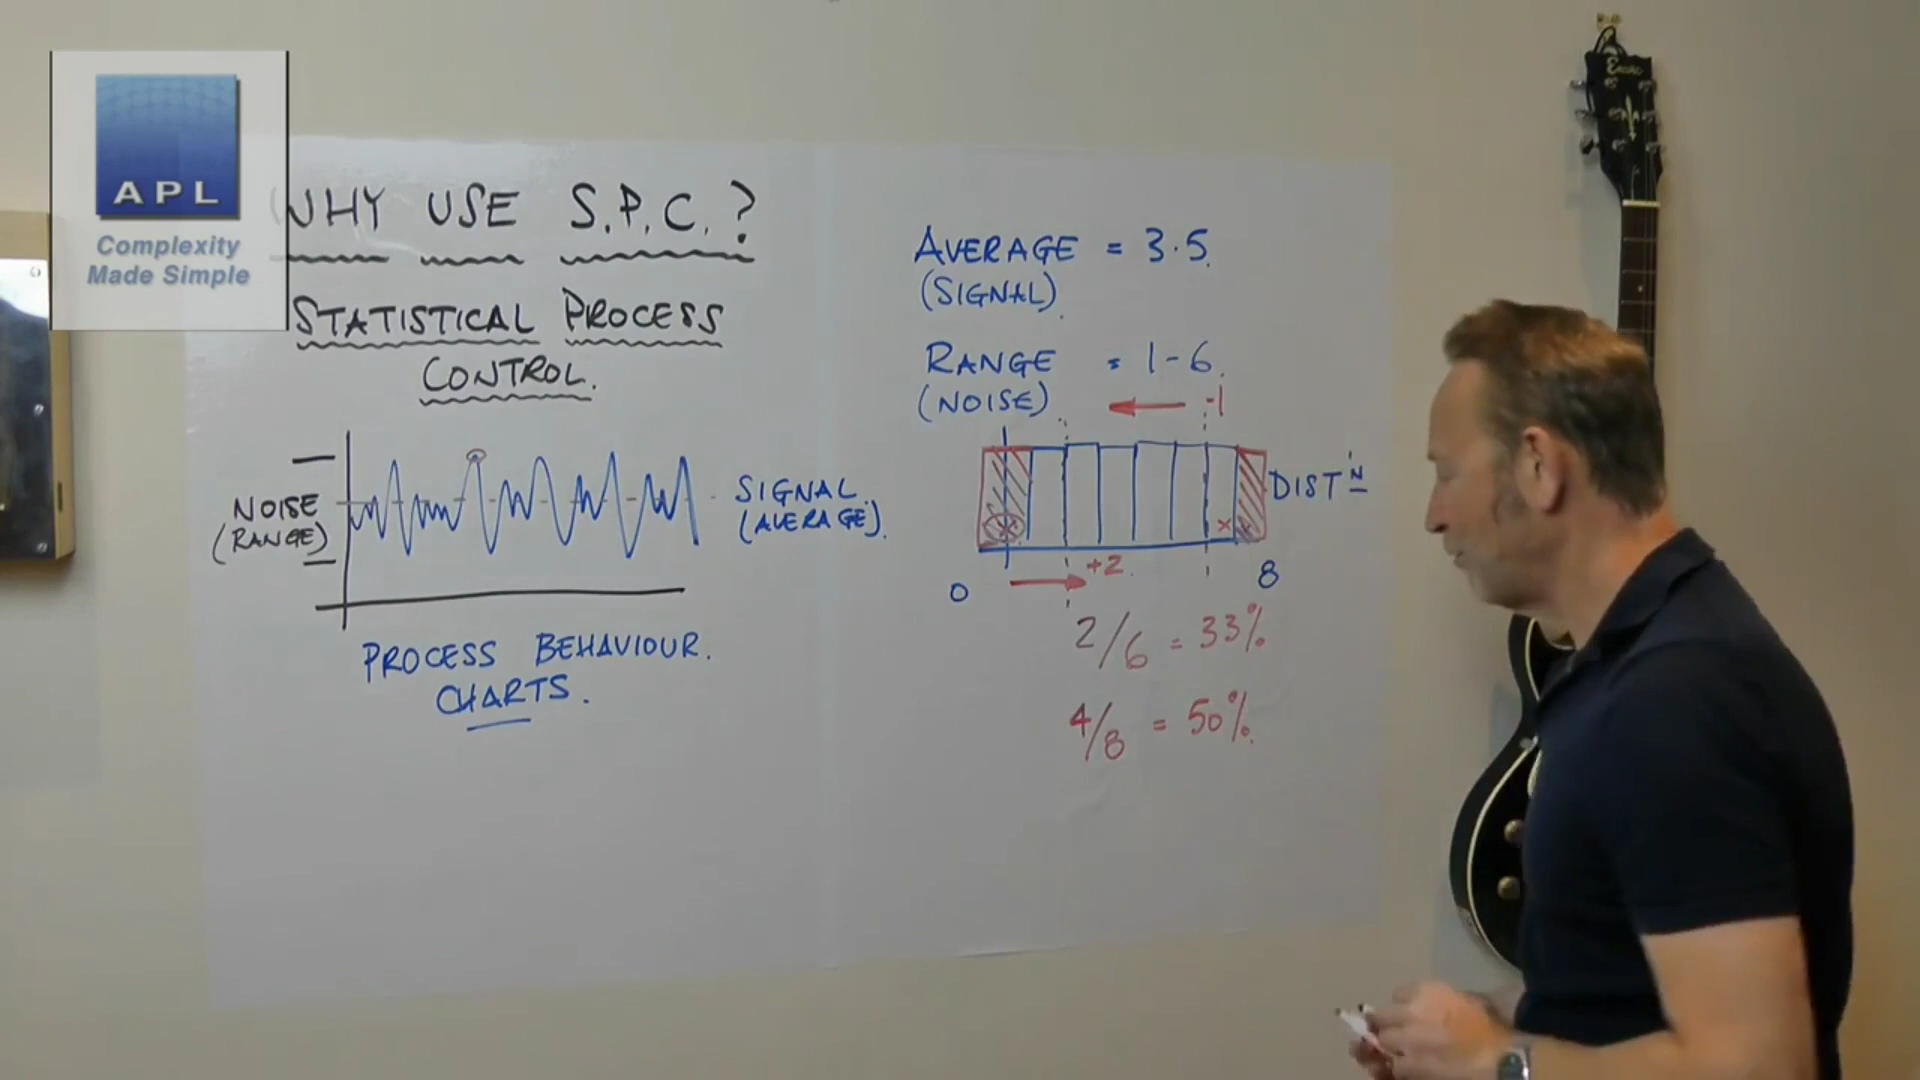 APL
Complexity
Made Simple
WHY USE S.P.C.?
STATISTICAL PROCESS
CONTROL.
NOISE
(RANGE)
SIGNAL
(AVERAGE).
PROCESS BEHAVIOUR.
CHARTS.
AVERAGE = 3.5.
(SIGNAL).
RANGE = 1-6.
(NOISE).
-1
DISTN
+2
0
8
2/6 = 33%
4/8 = 50%.